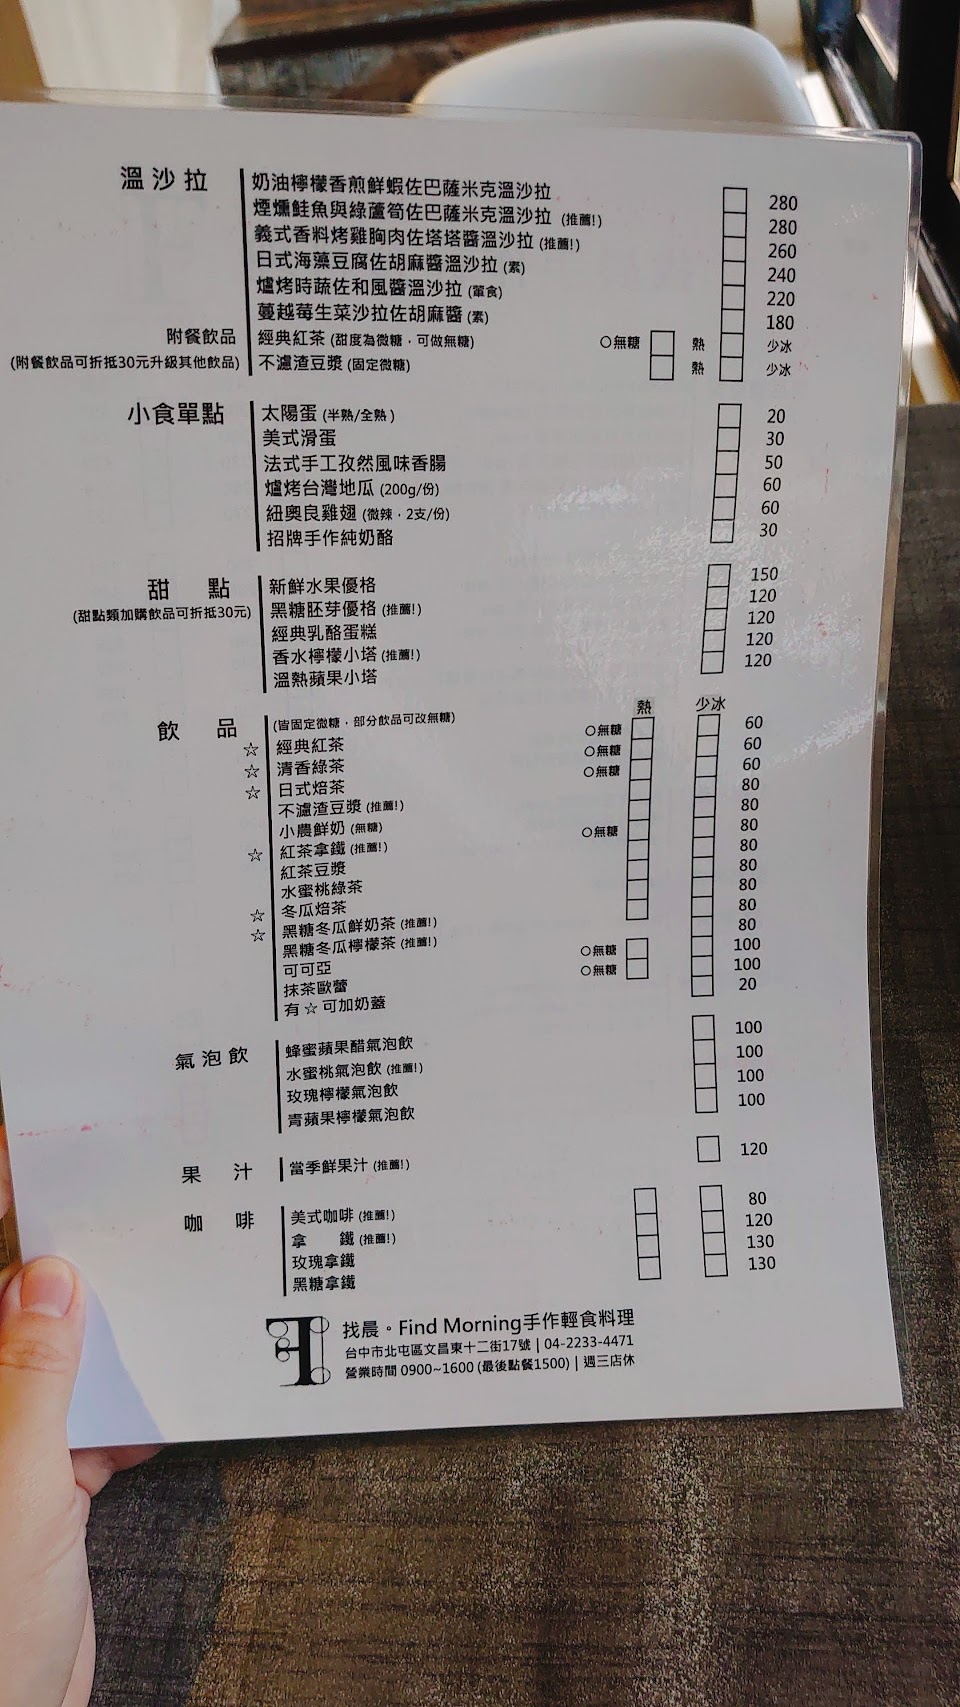 溫沙拉
奶油檸檬香煎鮮蝦佐巴薩米克溫沙拉 280
煙燻鮭魚與綠蘆筍佐巴薩米克溫沙拉 (推薦!) 280
義式香料烤雞胸肉佐塔塔醬溫沙拉 (推薦!) 260
日式海藻豆腐佐胡麻醬溫沙拉 (素) 240
爐烤時蔬佐和風醬溫沙拉 (葷食) 220
蔓越莓生菜沙拉佐胡麻醬 (素) 180
附餐飲品 經典紅茶 (甜度為微糖，可做無糖) ○無糖 熱 少冰
(附餐飲品可折抵30元升級其他飲品) 不濾渣豆漿 (固定微糖) 熱 少冰
小食單點 太陽蛋 (半熟/全熟) 20
美式滑蛋 30
法式手工孜然風味香腸 50
爐烤台灣地瓜 (200g/份) 60
紐奧良雞翅 (微辣，2支/份) 60
招牌手作純奶酪 30
甜 點 新鮮水果優格 150
(甜點類加購飲品可折抵30元) 黑糖胚芽優格 (推薦!) 120
經典乳酪蛋糕 120
香水檸檬小塔 (推薦!) 120
溫熱蘋果小塔 120
飲 品 (皆固定微糖，部分飲品可改無糖) 熱 少冰
☆ 經典紅茶 ○無糖 60
☆ 清香綠茶 ○無糖 60
☆ 日式焙茶 ○無糖 60
不濾渣豆漿 (推薦!) 80
小農鮮奶 (無糖) 80
☆ 紅茶拿鐵 (推薦!) ○無糖 80
紅茶豆漿 80
水蜜桃綠茶 80
☆ 冬瓜焙茶 80
☆ 黑糖冬瓜鮮奶茶 (推薦!) 80
黑糖冬瓜檸檬茶 (推薦!) 80
可可亞 ○無糖 100
抹茶歐蕾 ○無糖 100
有☆可加奶蓋 20
氣泡飲 蜂蜜蘋果醋氣泡飲 100
水蜜桃氣泡飲 (推薦!) 100
玫瑰檸檬氣泡飲 100
青蘋果檸檬氣泡飲 100
果 汁 當季鮮果汁 (推薦!) 120
咖 啡 美式咖啡 (推薦!) 80
拿 鐵 (推薦!) 120
玫瑰拿鐵 130
黑糖拿鐵 130
找晨。Find Morning手作輕食料理
台中市北屯區文昌東十二街17號 | 04-2233-4471
營業時間 0900~1600 (最後點餐1500) | 週三店休